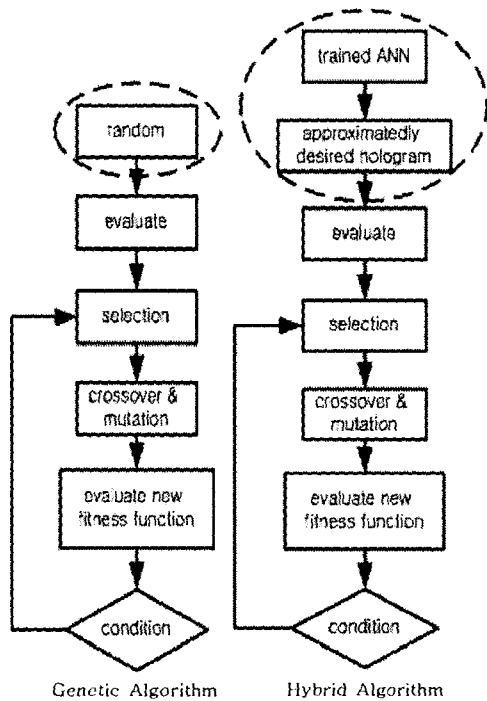 random
evaluate
selection
crossover &
mutation
evaluate new
fitness function
condition
Genetic Algorithm
trained ANN
approximatedly
desired hologram
evaluate
selection
crossover &
mutation
evaluate new
fitness function
condition
Hybrid Algorithm